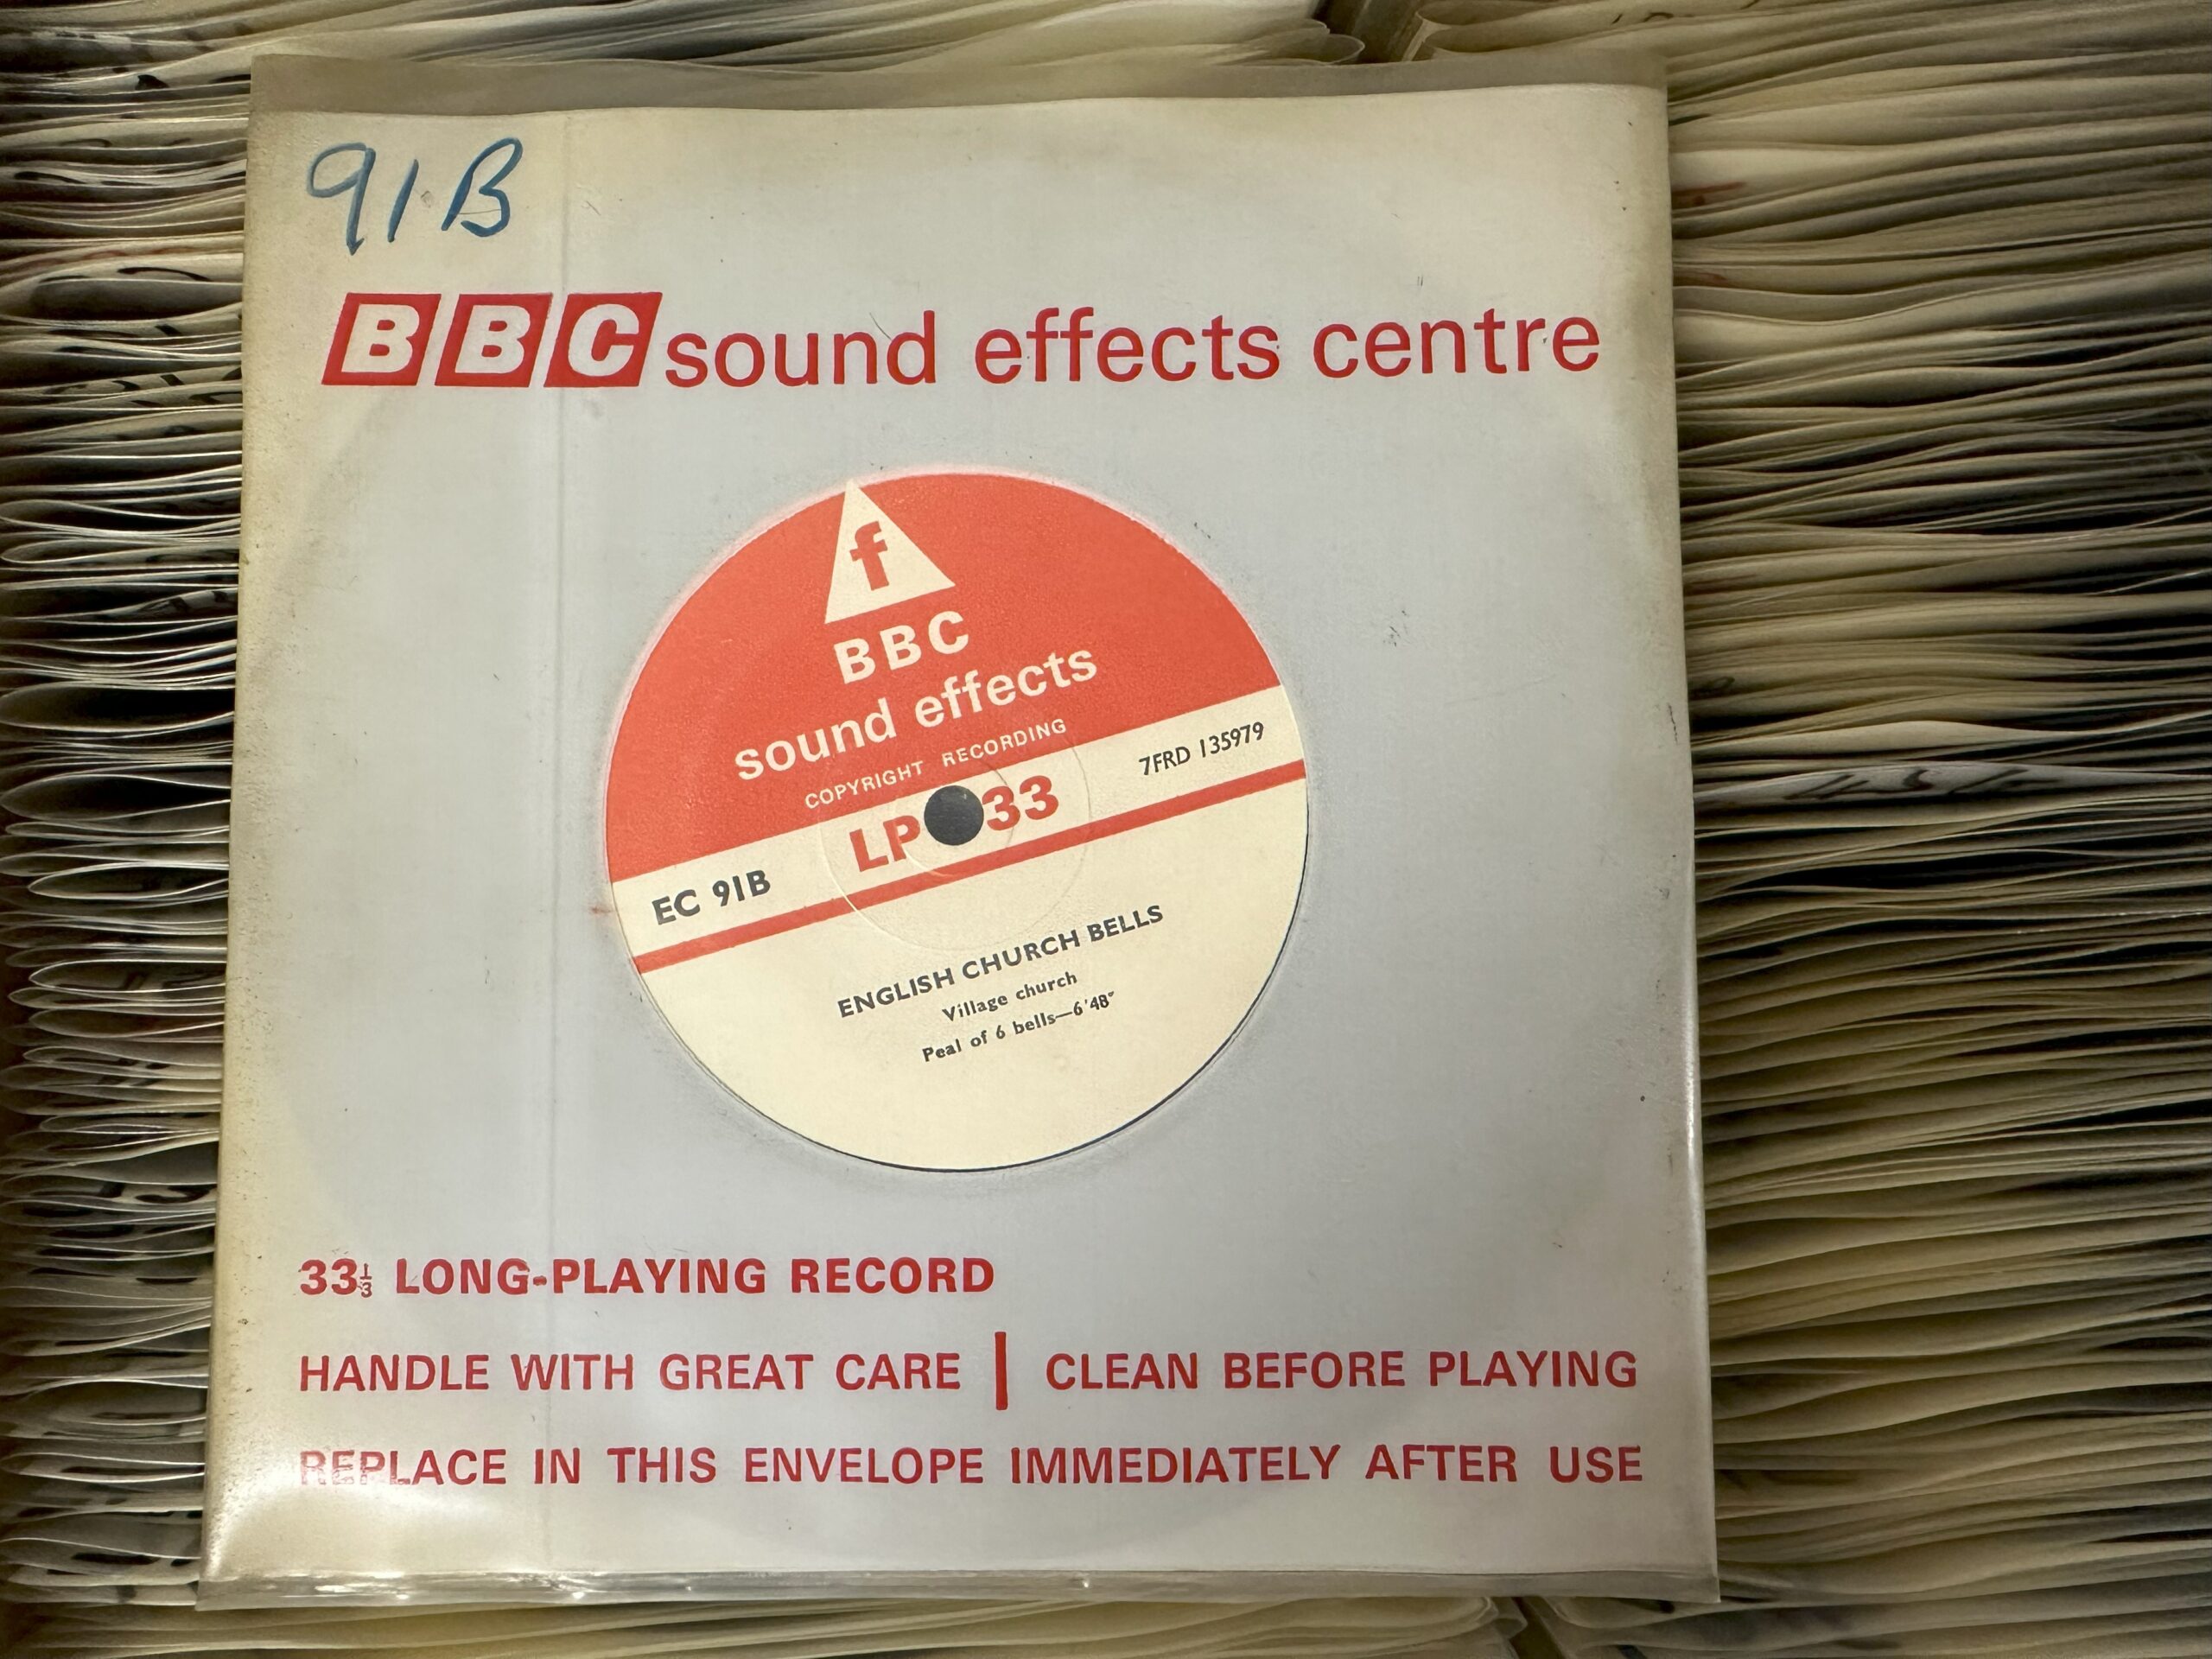 91B
BBC sound effects centre
f
BBC
sound effects
COPYRIGHT RECORDING
7FRD 135979
LP 33
EC 91B
ENGLISH CHURCH BELLS
Village church
Peal of 6 bells—6'48"
33⅓ LONG-PLAYING RECORD
HANDLE WITH GREAT CARE | CLEAN BEFORE PLAYING
REPLACE IN THIS ENVELOPE IMMEDIATELY AFTER USE